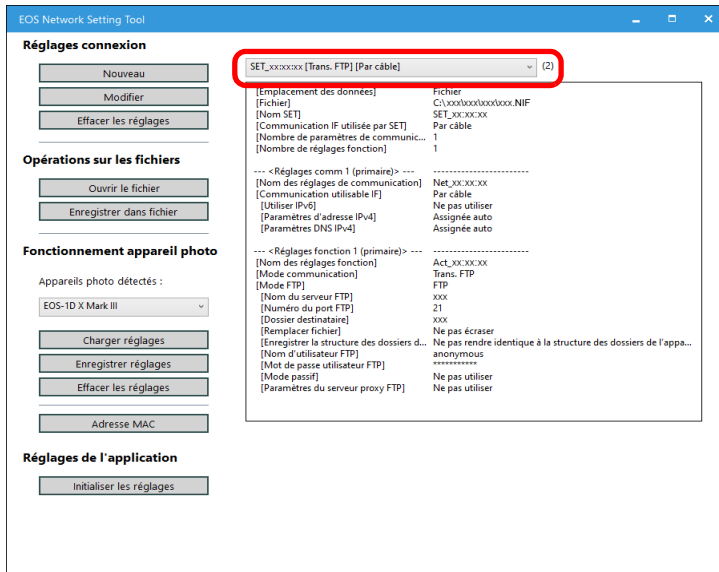 EOS Network Setting Tool
Réglages connexion
Nouveau
Modifier
Effacer les réglages
Opérations sur les fichiers
Ouvrir le fichier
Enregistrer dans fichier
Fonctionnement appareil photo
Appareils photo détectés :
EOS-1D X Mark III
Charger réglages
Enregistrer réglages
Effacer les réglages
Adresse MAC
Réglages de l'application
Initialiser les réglages
SET_xx:xx:xx [Trans. FTP] [Par câble] (2)
[Emplacement des données] Fichier
[Fichier] C:\xxx\xxx\xxx\xxx.NIF
[Nom SET] SET_xx:xx:xx
[Communication IF utilisée par SET] Par câble
[Nombre de paramètres de communic... 1
[Nombre de réglages fonction] 1
--- <Réglages comm 1 (primaire)> --- ------------------------
[Nom des réglages de communication] Net_xx:xx:xx
[Communication utilisable IF] Par câble
[Utiliser IPv6] Ne pas utiliser
[Paramètres d'adresse IPv4] Assignée auto
[Paramètres DNS IPv4] Assignée auto
--- <Réglages fonction 1 (primaire)> --- ------------------------
[Nom des réglages fonction] Act_xx:xx:xx
[Mode communication] Trans. FTP
[Mode FTP] FTP
[Nom du serveur FTP] xxx
[Numéro du port FTP] 21
[Dossier destinataire] xxx
[Remplacer fichier] Ne pas écraser
[Enregistrer la structure des dossiers d... Ne pas rendre identique à la structure des dossiers de l'appa...
[Nom d'utilisateur FTP] anonymous
[Mot de passe utilisateur FTP] ***********
[Mode passif] Ne pas utiliser
[Paramètres du serveur proxy FTP] Ne pas utiliser